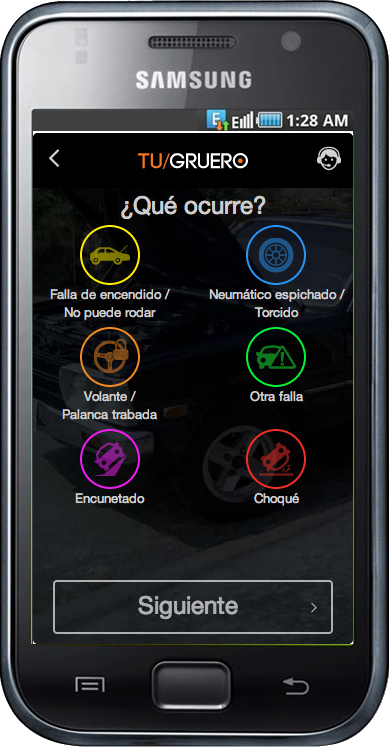 SAMSUNG
E 1:28 AM
TU/GRUERO
¿Qué ocurre?
Falla de encendido /
No puede rodar
Neumático espichado /
Torcido
Volante /
Palanca trabada
Otra falla
Encunetado
Choqué
Siguiente